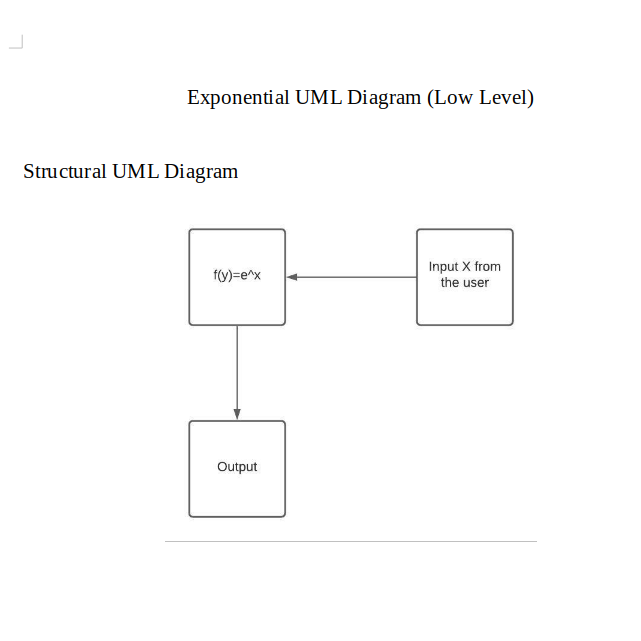 Exponential UML Diagram (Low Level)
Structural UML Diagram
f(y)=e^x
Input X from
the user
Output